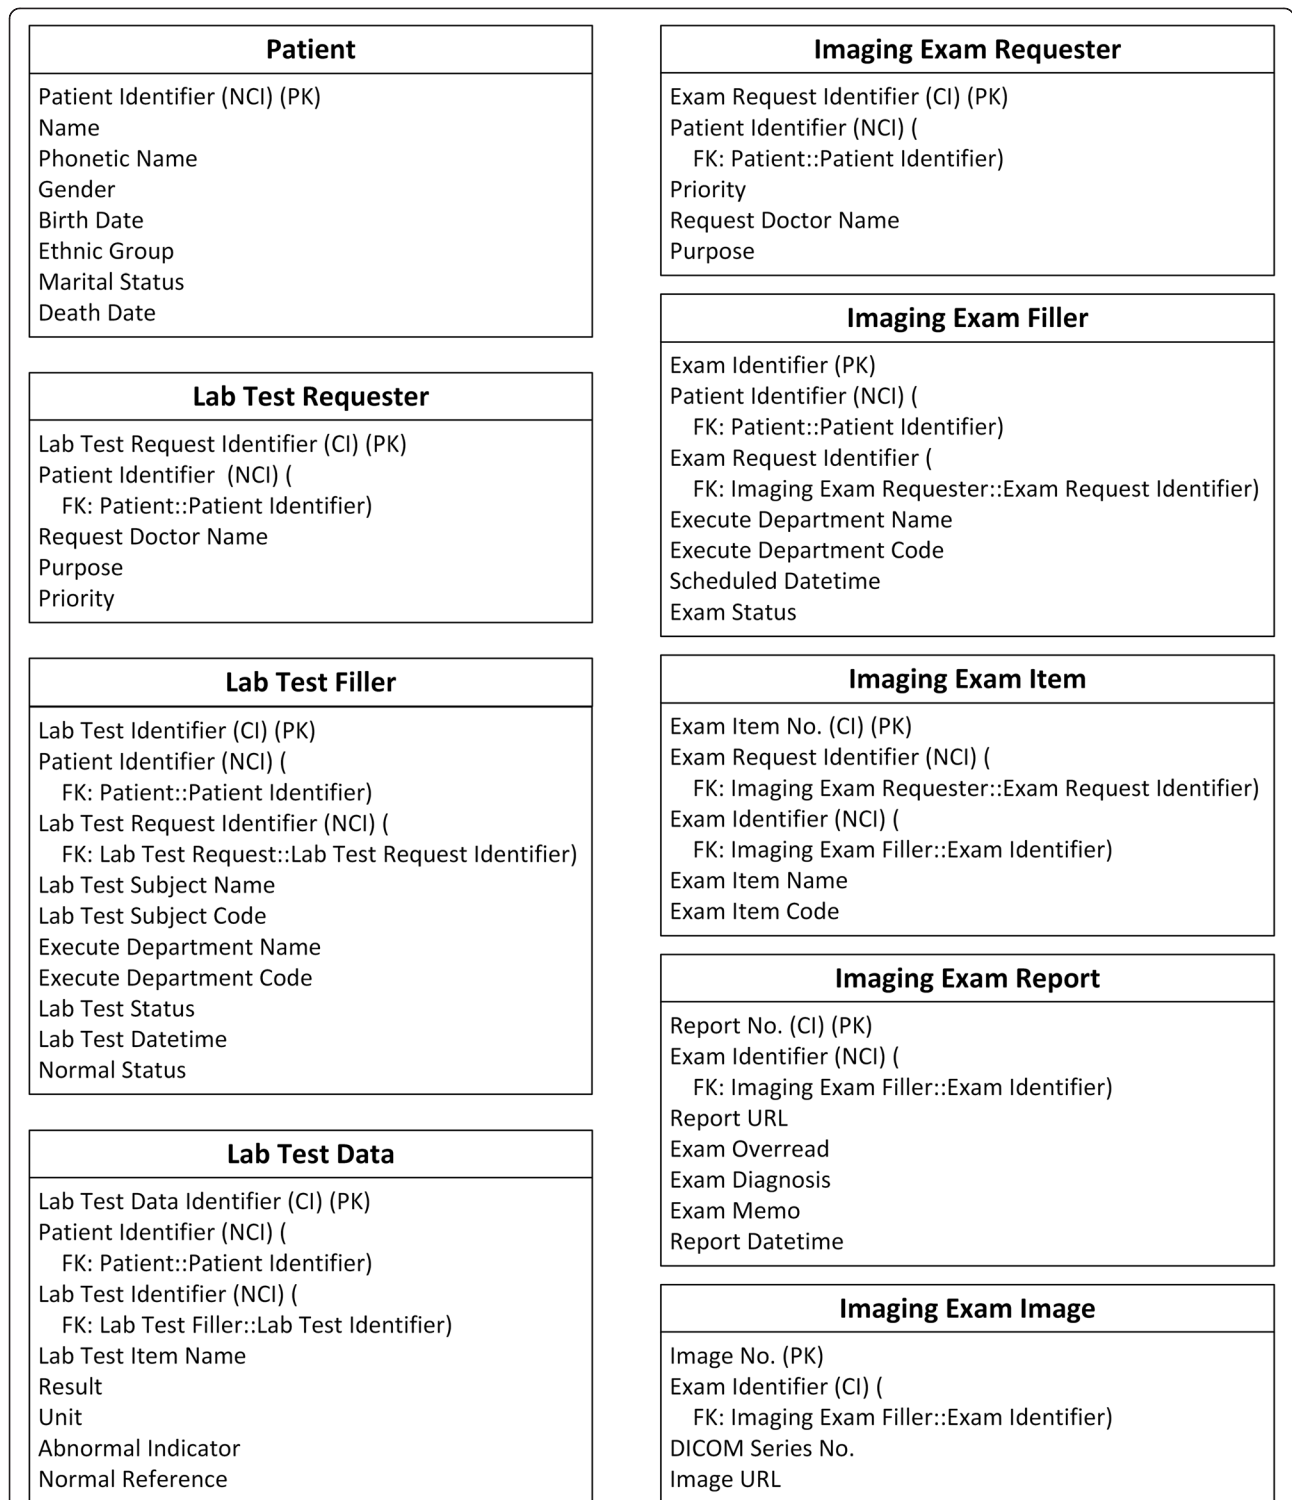 Patient
Patient Identifier (NCI) (PK)
Name
Phonetic Name
Gender
Birth Date
Ethnic Group
Marital Status
Death Date
Lab Test Requester
Lab Test Request Identifier (CI) (PK)
Patient Identifier  (NCI) (
FK: Patient::Patient Identifier)
Request Doctor Name
Purpose
Priority
Lab Test Filler
Lab Test Identifier (CI) (PK)
Patient Identifier (NCI) (
FK: Patient::Patient Identifier)
Lab Test Request Identifier (NCI) (
FK: Lab Test Request::Lab Test Request Identifier)
Lab Test Subject Name
Lab Test Subject Code
Execute Department Name
Execute Department Code
Lab Test Status
Lab Test Datetime
Normal Status
Lab Test Data
Lab Test Data Identifier (CI) (PK)
Patient Identifier (NCI) (
FK: Patient::Patient Identifier)
Lab Test Identifier (NCI) (
FK: Lab Test Filler::Lab Test Identifier)
Lab Test Item Name
Result
Unit
Abnormal Indicator
Normal Reference
Imaging Exam Requester
Exam Request Identifier (CI) (PK)
Patient Identifier (NCI) (
FK: Patient::Patient Identifier)
Priority
Request Doctor Name
Purpose
Imaging Exam Filler
Exam Identifier (PK)
Patient Identifier (NCI) (
FK: Patient::Patient Identifier)
Exam Request Identifier (
FK: Imaging Exam Requester::Exam Request Identifier)
Execute Department Name
Execute Department Code
Scheduled Datetime
Exam Status
Imaging Exam Item
Exam Item No. (CI) (PK)
Exam Request Identifier (NCI) (
FK: Imaging Exam Requester::Exam Request Identifier)
Exam Identifier (NCI) (
FK: Imaging Exam Filler::Exam Identifier)
Exam Item Name
Exam Item Code
Imaging Exam Report
Report No. (CI) (PK)
Exam Identifier (NCI) (
FK: Imaging Exam Filler::Exam Identifier)
Report URL
Exam Overread
Exam Diagnosis
Exam Memo
Report Datetime
Imaging Exam Image
Image No. (PK)
Exam Identifier (CI) (
FK: Imaging Exam Filler::Exam Identifier)
DICOM Series No.
Image URL